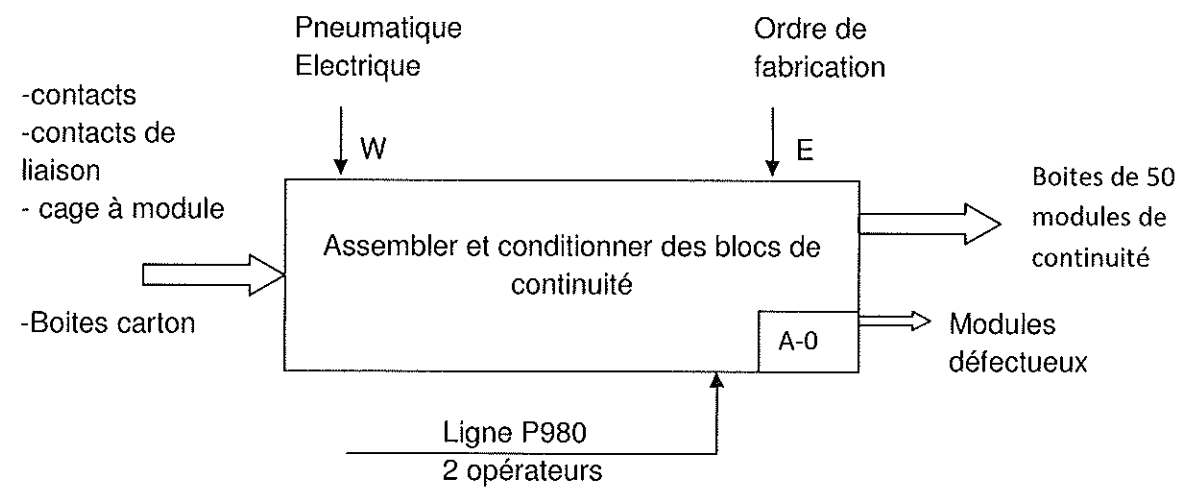 Pneumatique
Electrique
Ordre de
fabrication
-contacts
-contacts de
liaison
- cage à module
-Boites carton
W
E
Assembler et conditionner des blocs de
continuité
A-0
Boites de 50
modules de
continuité
Modules
défectueux
Ligne P980
2 opérateurs